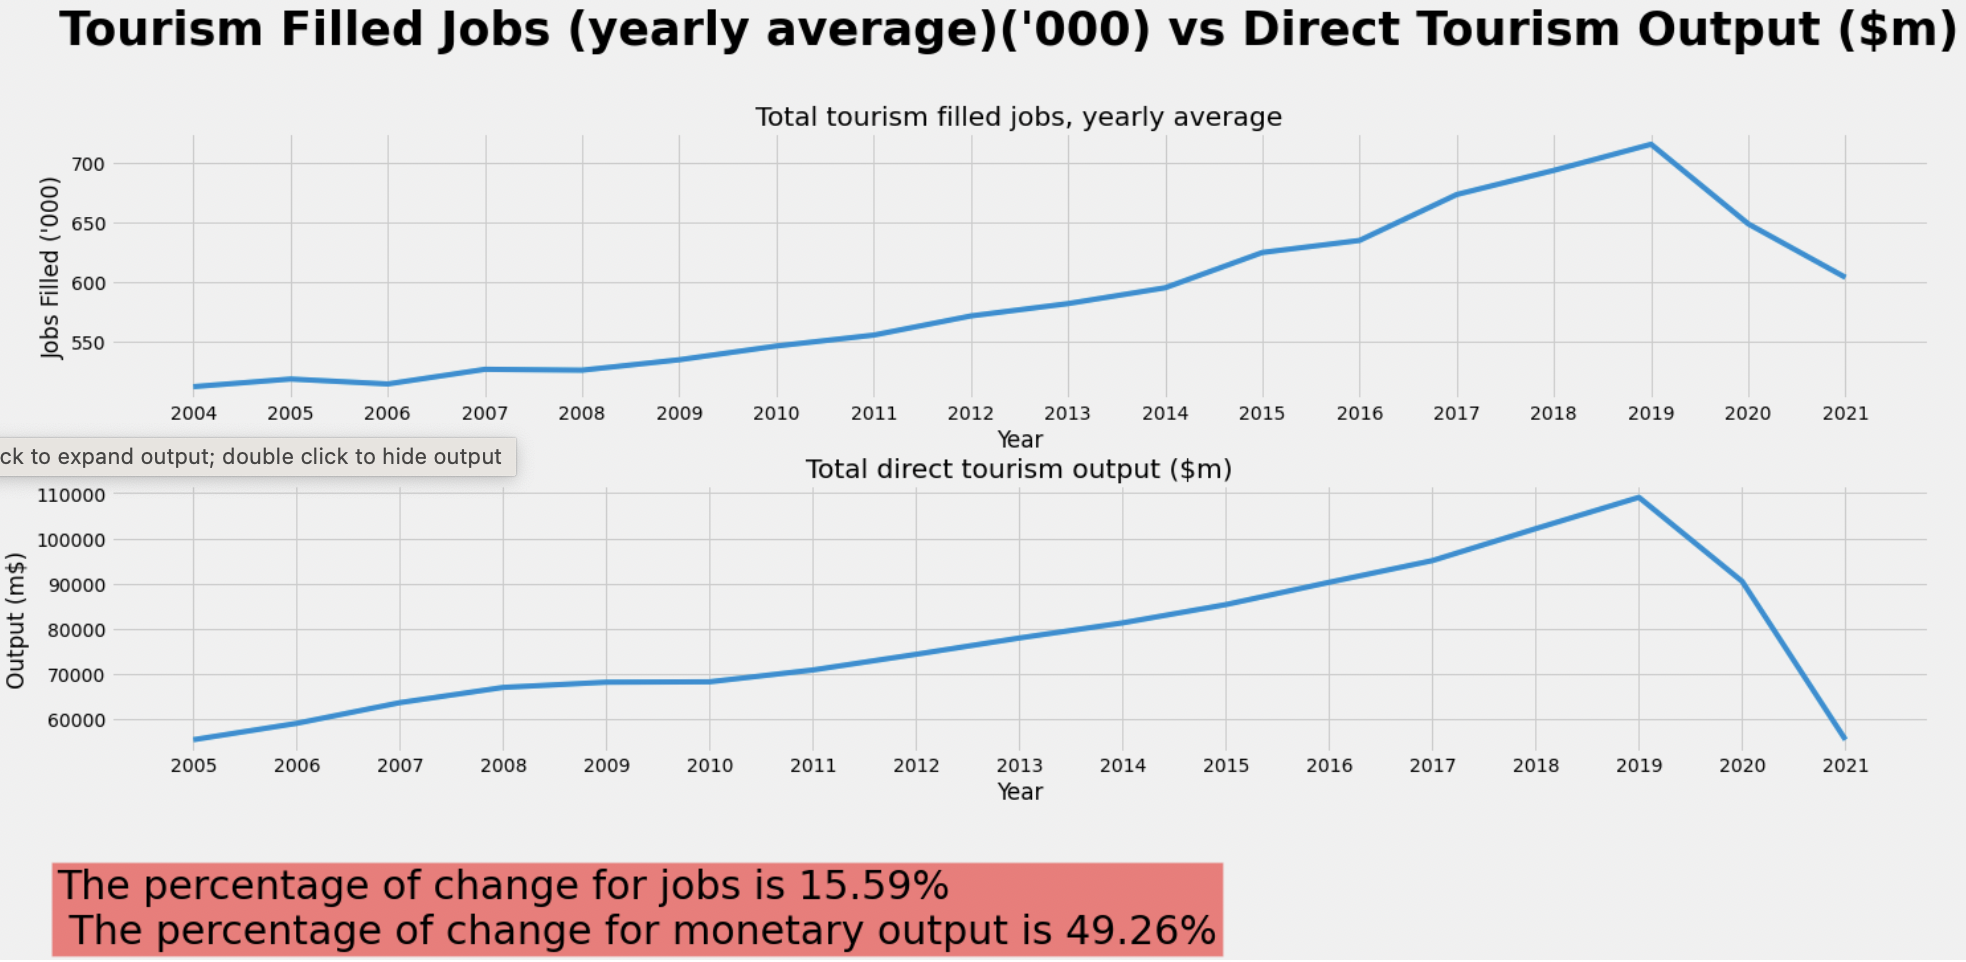 Tourism Filled Jobs (yearly average)('000) vs Direct Tourism Output ($m)
Total tourism filled jobs, yearly average
Jobs Filled ('000)
700
650
600
550
2004 2005 2006 2007 2008 2009 2010 2011 2012 2013 2014 2015 2016 2017 2018 2019 2020 2021
Year
ck to expand output; double click to hide output
Total direct tourism output ($m)
Output (m$)
110000
100000
90000
80000
70000
60000
2005 2006 2007 2008 2009 2010 2011 2012 2013 2014 2015 2016 2017 2018 2019 2020 2021
Year
The percentage of change for jobs is 15.59%
The percentage of change for monetary output is 49.26%